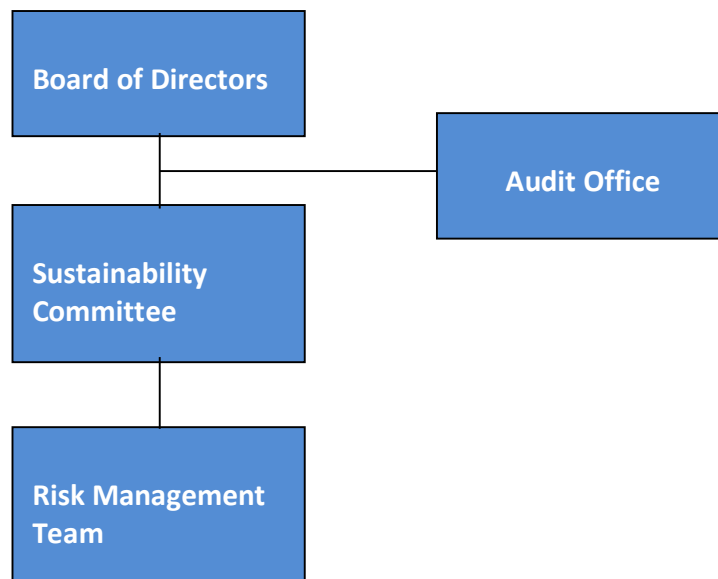 Board of Directors
Audit Office
Sustainability
Committee
Risk Management
Team